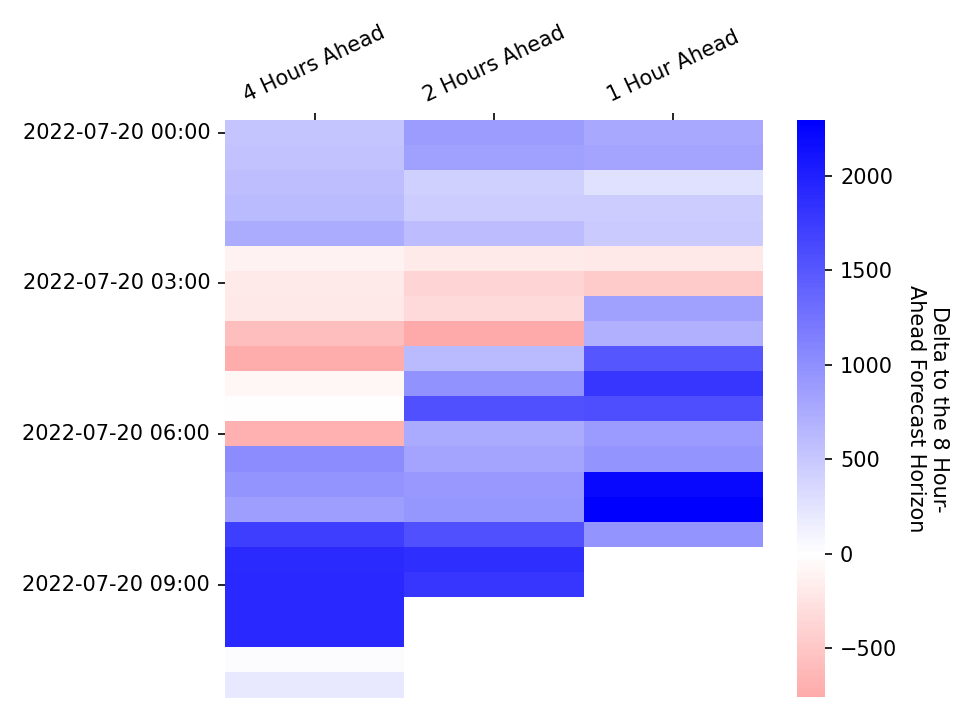 4 Hours Ahead
2 Hours Ahead
1 Hour Ahead
2022-07-20 00:00
2022-07-20 03:00
2022-07-20 06:00
2022-07-20 09:00
2000
1500
1000
500
0
−500
Delta to the 8 Hour-
Ahead Forecast Horizon